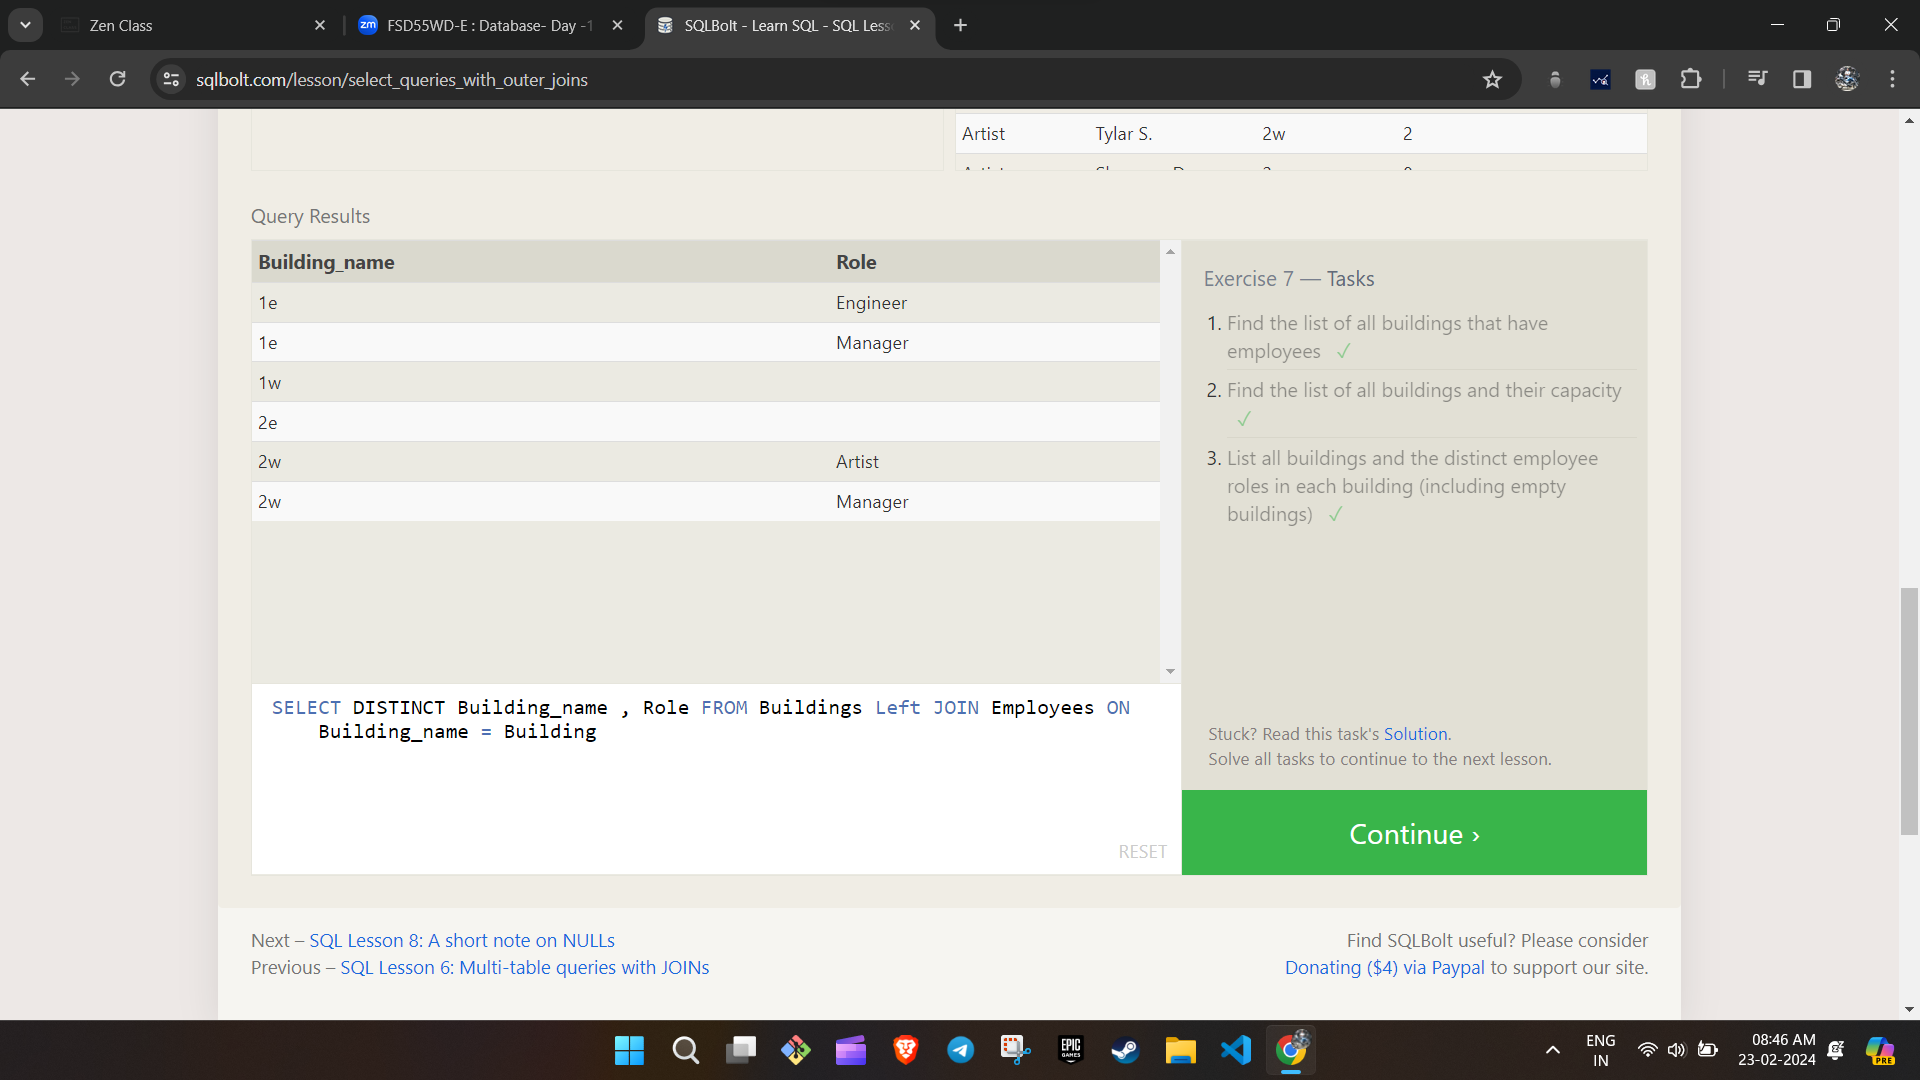 Zen Class
zm FSD55WD-E : Database- Day -1
SQLBolt - Learn SQL - SQL Less
sqlbolt.com/lesson/select_queries_with_outer_joins
Artist Tylar S. 2w 2
Query Results
Building_name Role
1e Engineer
1e Manager
1w
2e
2w Artist
2w Manager
SELECT DISTINCT Building_name , Role FROM Buildings Left JOIN Employees ON
Building_name = Building
RESET
Exercise 7 — Tasks
1. Find the list of all buildings that have
employees ✓
2. Find the list of all buildings and their capacity
✓
3. List all buildings and the distinct employee
roles in each building (including empty
buildings) ✓
Stuck? Read this task's Solution.
Solve all tasks to continue to the next lesson.
Continue ›
Next – SQL Lesson 8: A short note on NULLs
Previous – SQL Lesson 6: Multi-table queries with JOINs
Find SQLBolt useful? Please consider
Donating ($4) via Paypal to support our site.
EPIC
GAMES
ENG
IN
08:46 AM
23-02-2024
PRE